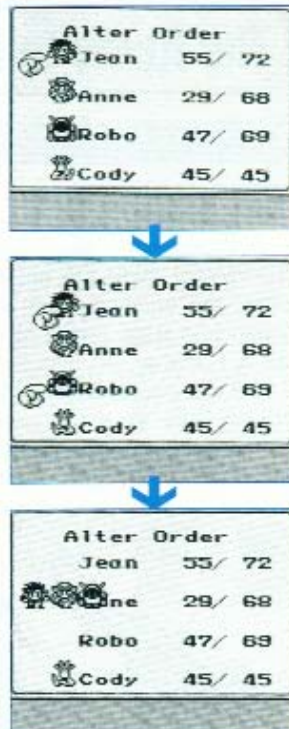 Alter Order
Jean 55/ 72
Anne 29/ 68
Robo 47/ 69
Cody 45/ 45
Alter Order
Jean 55/ 72
Anne 29/ 68
Robo 47/ 69
Cody 45/ 45
Alter Order
Jean 55/ 72
ne 29/ 68
Robo 47/ 69
Cody 45/ 45